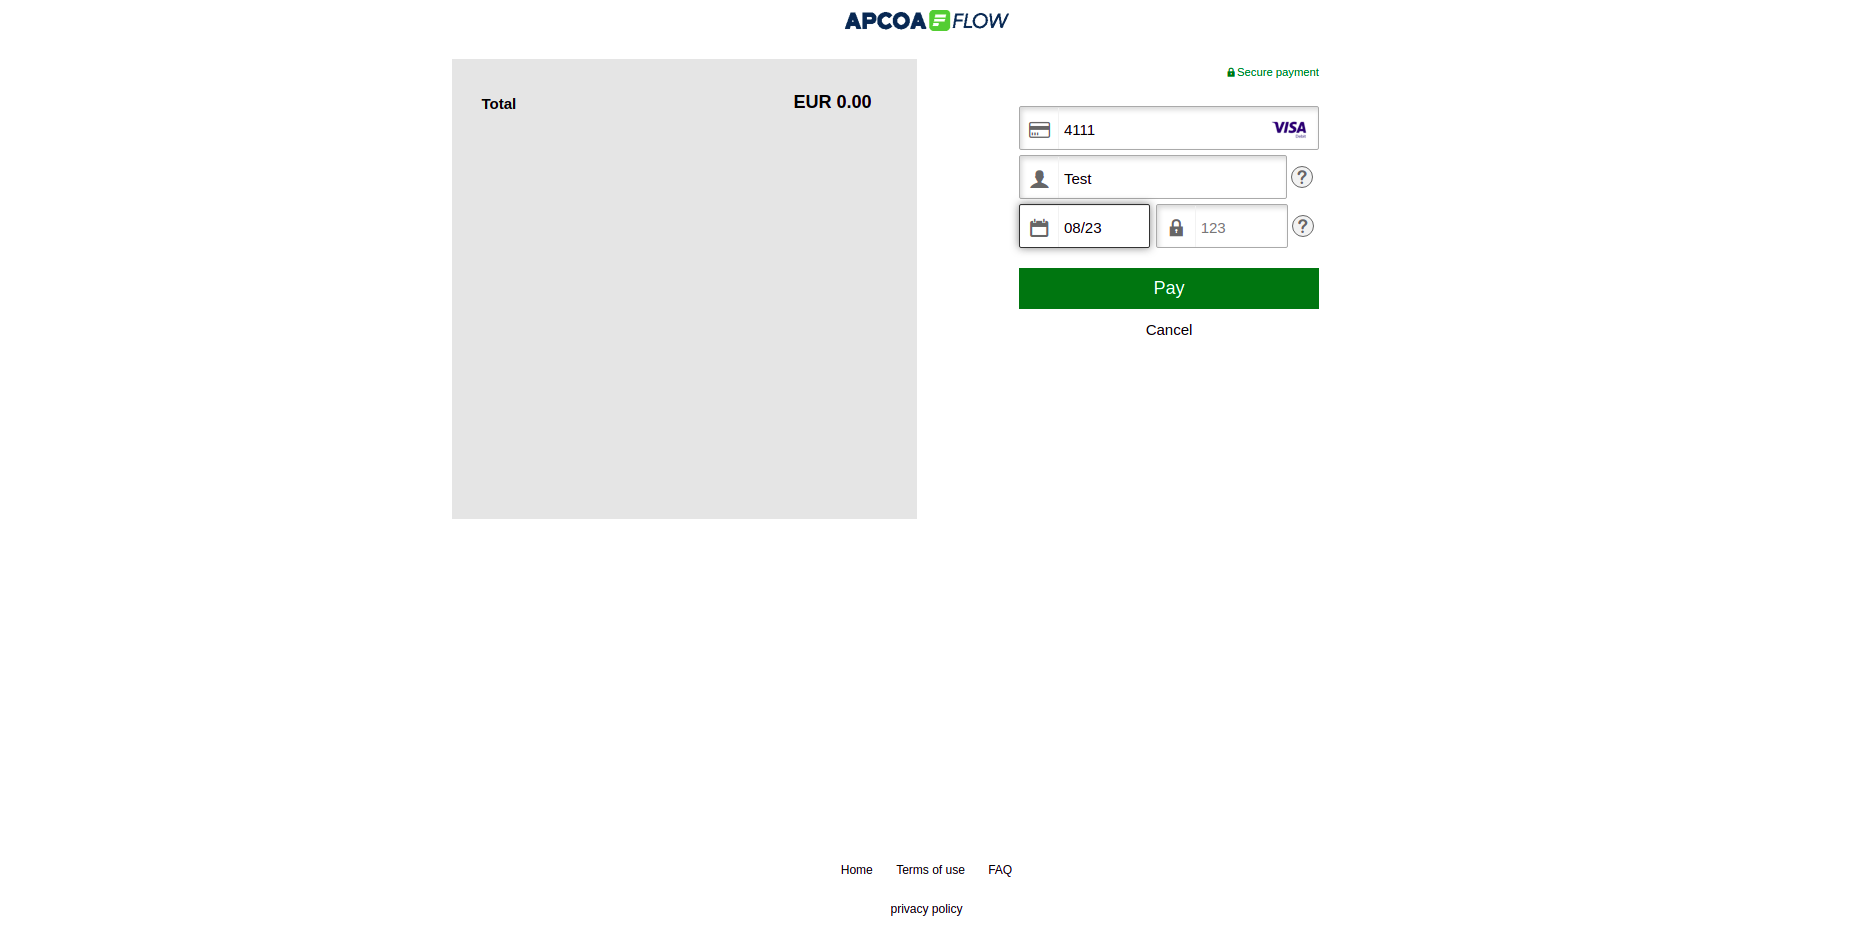 APCOA FLOW
Secure payment
Total EUR 0.00
4111 VISA
Test ?
08/23 123 ?
Pay
Cancel
Home Terms of use FAQ
privacy policy